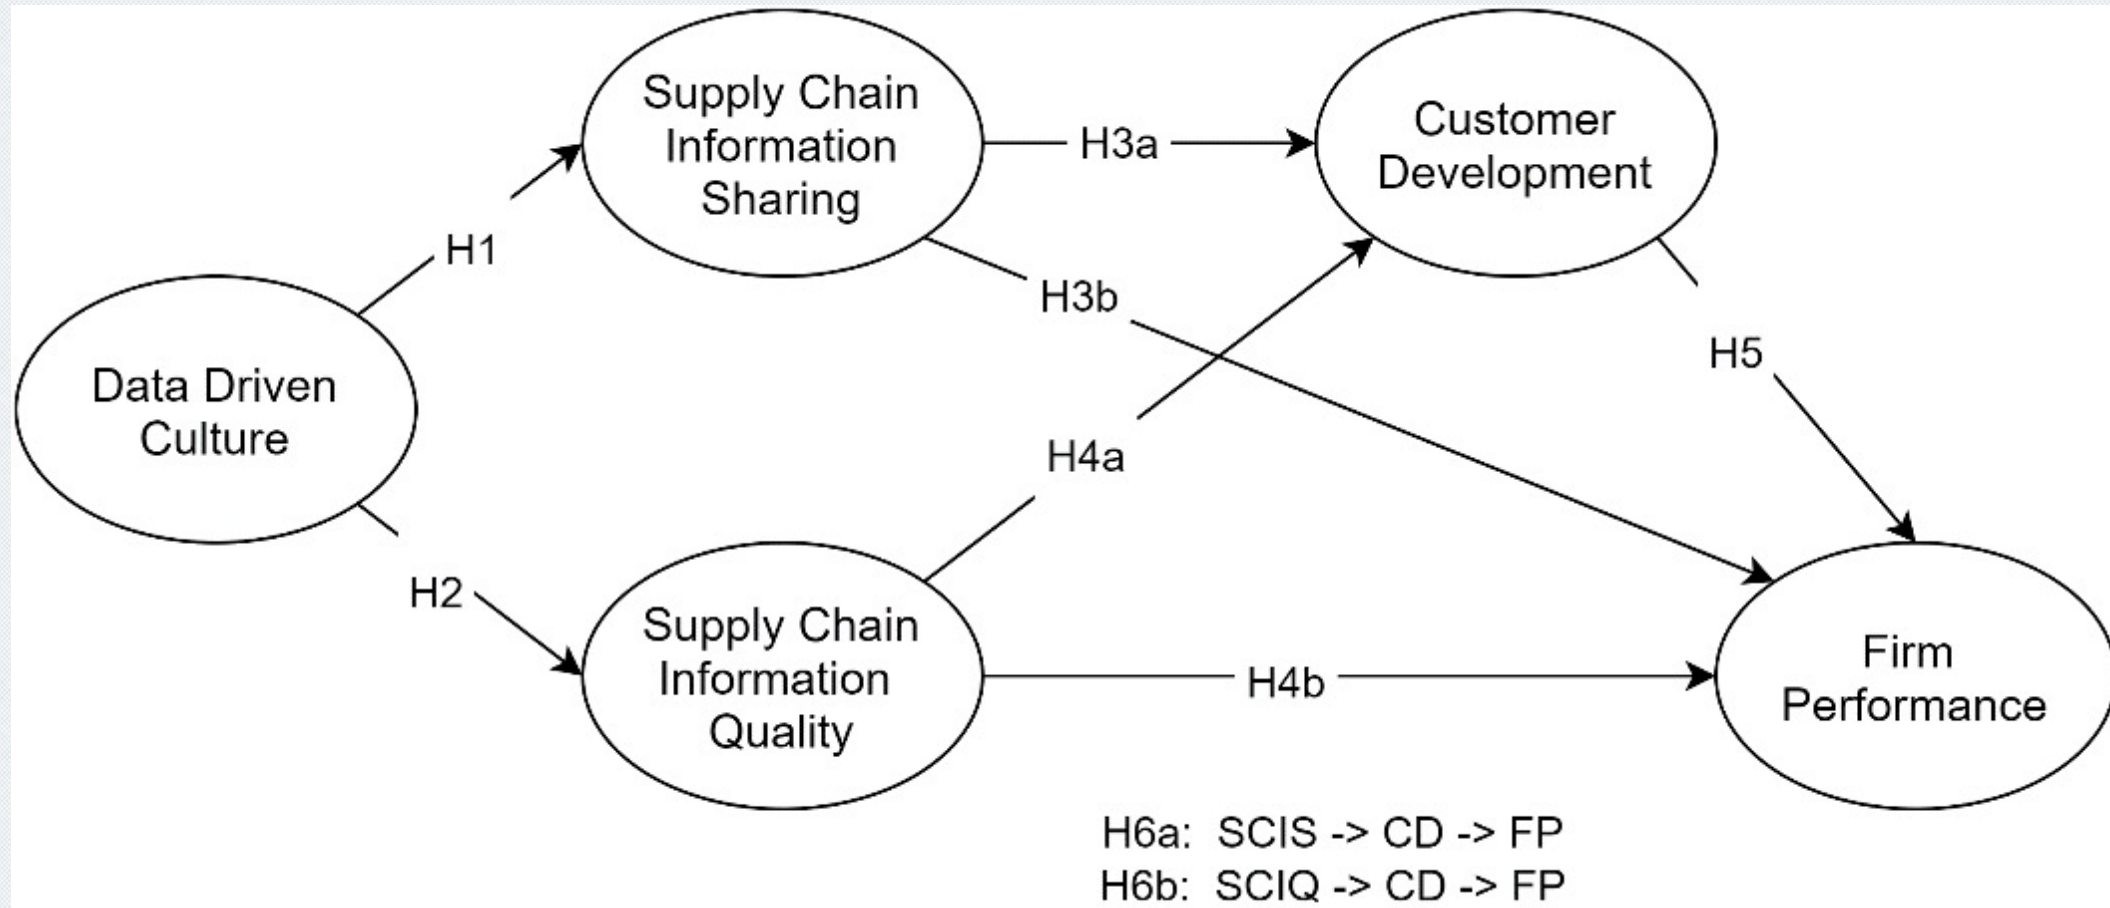 Supply Chain
Information
Sharing
Customer
Development
H3a
H1
H3b
Data Driven
Culture
H5
H4a
H2
Supply Chain
Information
Quality
H4b
Firm
Performance
H6a: SCIS -> CD -> FP
H6b: SCIQ -> CD -> FP